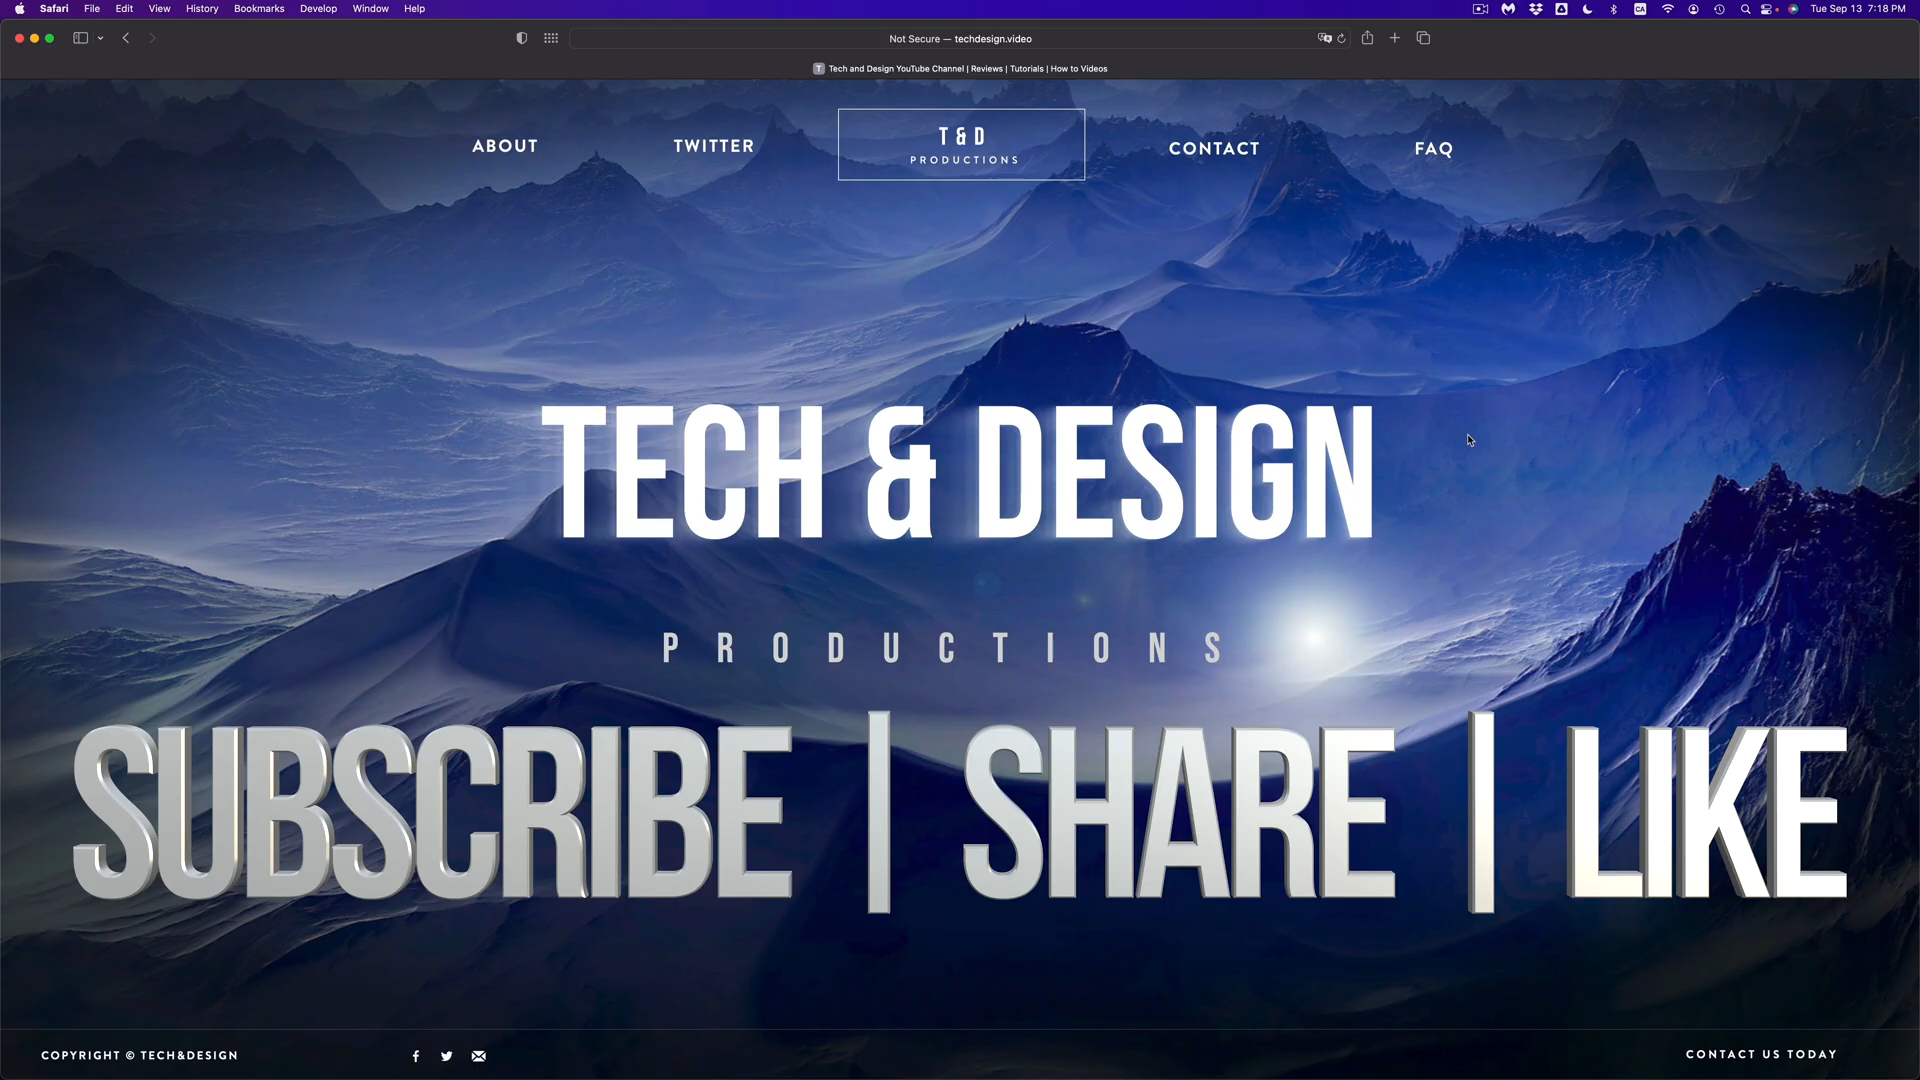 Safari File Edit View History Bookmarks Develop Window Help CA Tue Sep 13 7:18 PM
Not Secure — techdesign.video
T Tech and Design YouTube Channel | Reviews | Tutorials | How to Videos
ABOUT TWITTER T & D CONTACT FAQ
PRODUCTIONS
TECH & DESIGN
PRODUCTIONS
SUBSCRIBE | SHARE | LIKE
COPYRIGHT © TECH&DESIGN CONTACT US TODAY